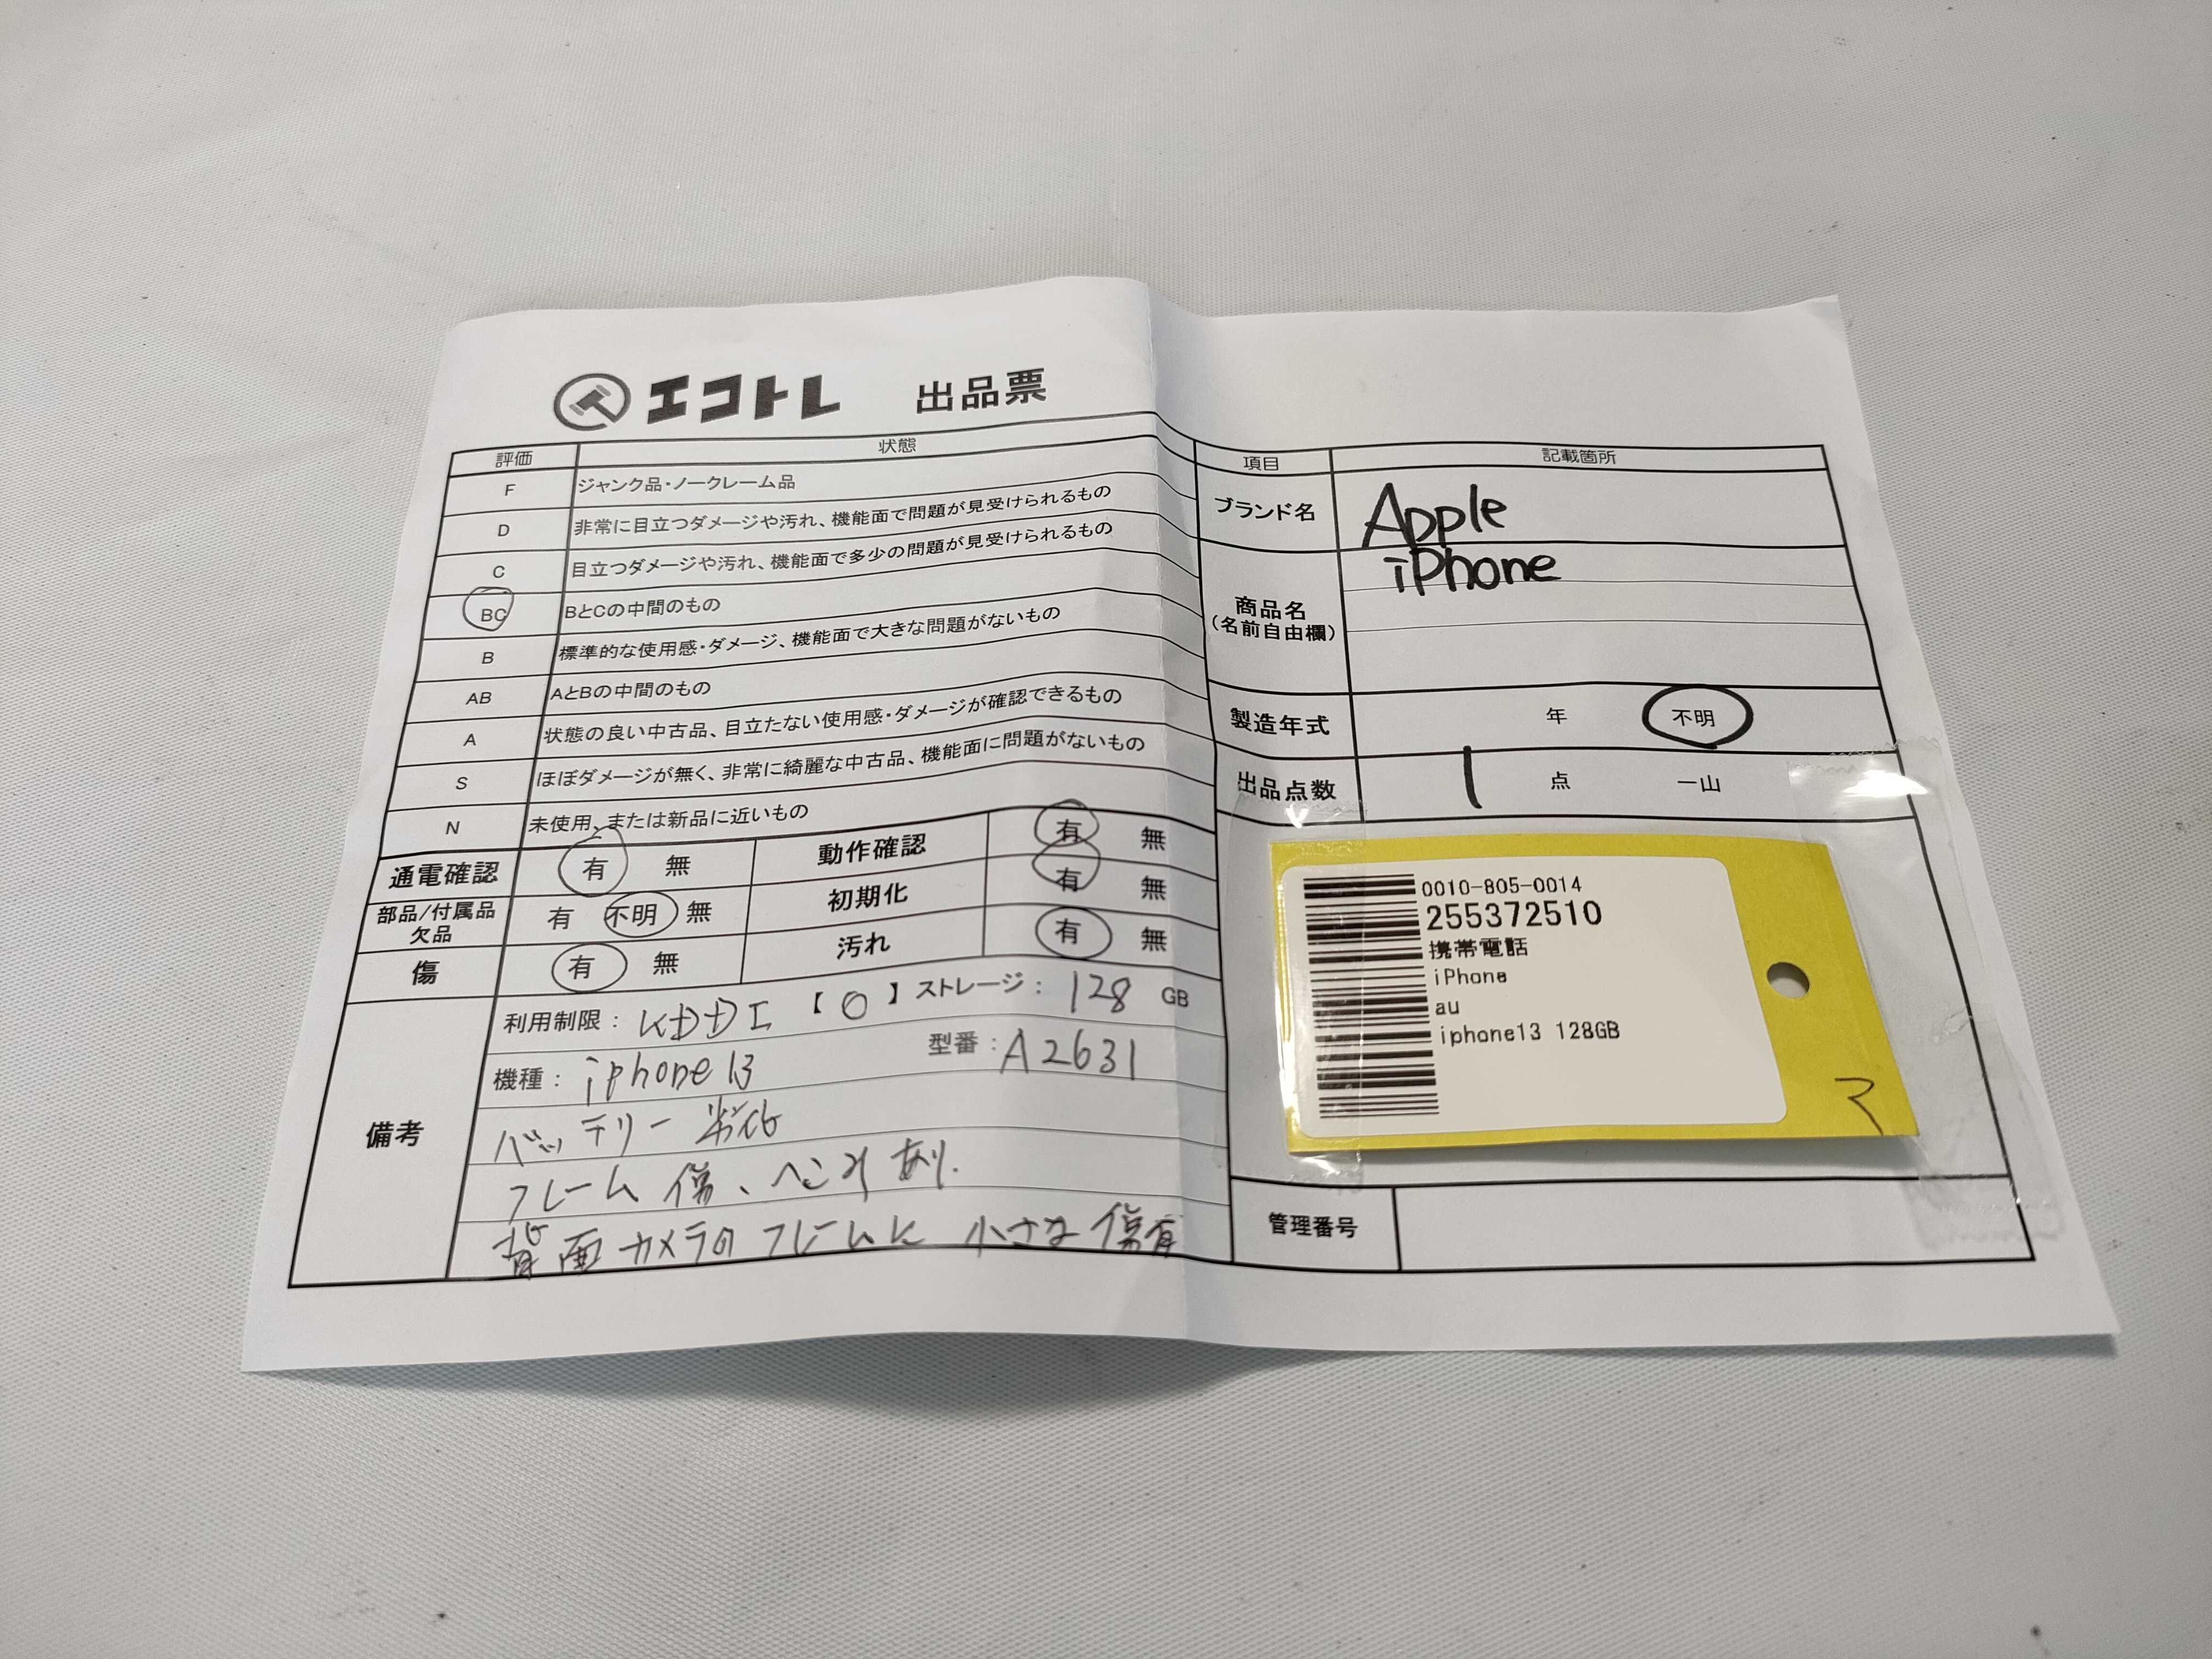 エコトレ 出品票
評価 状態
F ジャンク品・ノークレーム品
D 非常に目立つダメージや汚れ、機能面で問題が見受けられるもの
C 目立つダメージや汚れ、機能面で多少の問題が見受けられるもの
BC BとCの中間のもの
B 標準的な使用感・ダメージ、機能面で大きな問題がないもの
AB AとBの中間のもの
A 状態の良い中古品、目立たない使用感・ダメージが確認できるもの
S ほぼダメージが無く、非常に綺麗な中古品、機能面に問題がないもの
N 未使用、または新品に近いもの
通電確認 有 無 動作確認 有 無
部品/付属品 欠品 有 不明 無 初期化 有 無
傷 有 無 汚れ 有 無
備考
利用制限: KDDI 【 ○ 】 ストレージ: 128 GB
機種: iphone 13 型番: A2631
バッテリー 劣化
フレーム 傷、へこみ あり.
背面カメラの フレームに 小さな 傷有
項目 記載箇所
ブランド名 Apple
商品名 iPhone
(名前自由欄)
製造年式 年 不明
出品点数 1 点 一山
0010-805-0014
255372510
携帯電話
iPhone
au
iphone13 128GB
マ
管理番号